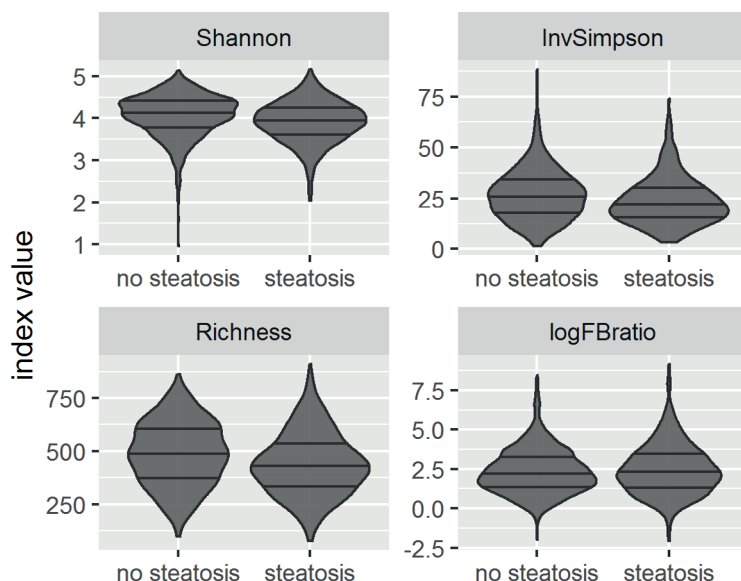 Shannon
InvSimpson
5
4
3
2
1
75
50
25
0
no steatosis
steatosis
no steatosis
steatosis
index value
Richness
logFBratio
750
500
250
7.5
5.0
2.5
0.0
-2.5
no steatosis
steatosis
no steatosis
steatosis